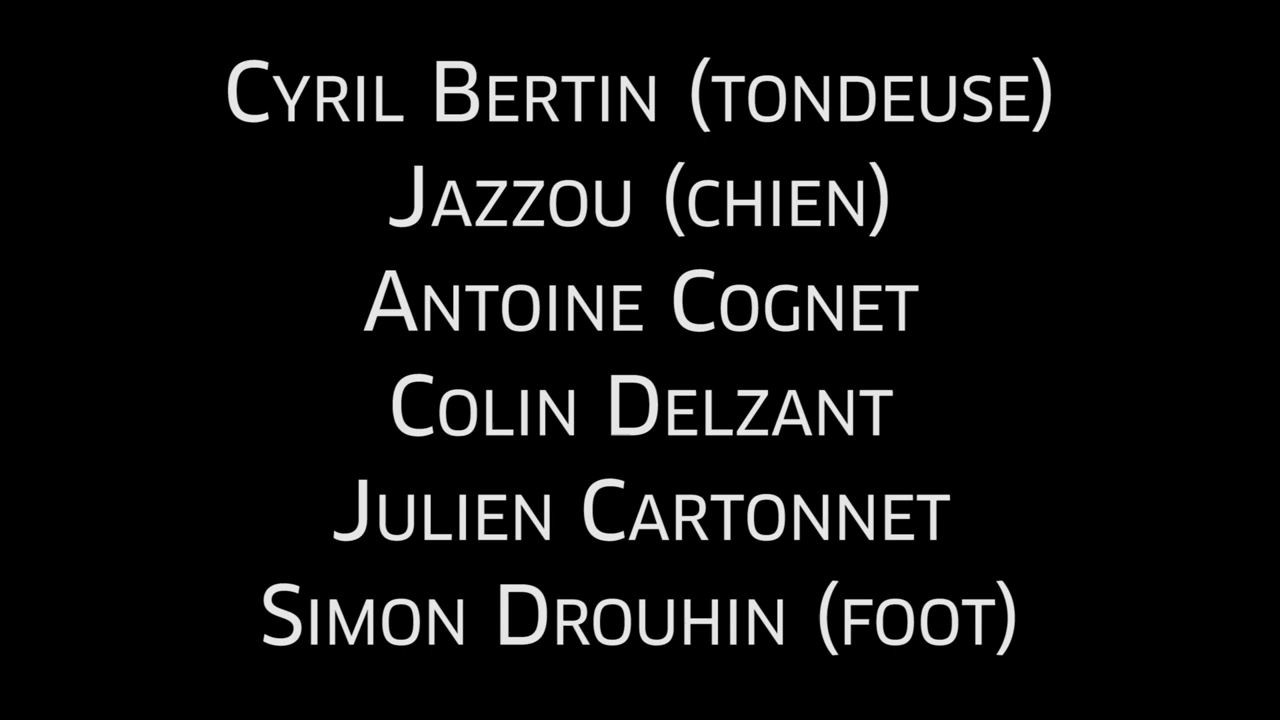 Cyril Bertin (tondeuse)
Jazzou (chien)
Antoine Cognet
Colin Delzant
Julien Cartonnet
Simon Drouhin (foot)